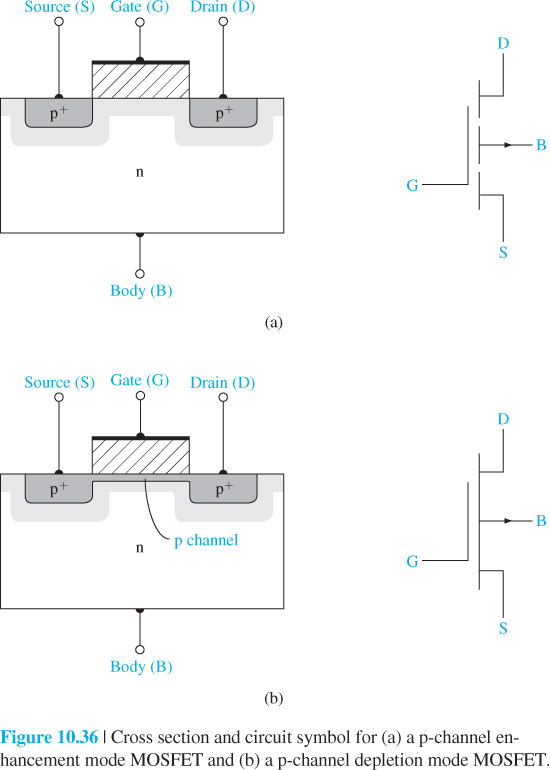 Source (S) Gate (G) Drain (D)
p+ p+
n
Body (B)
D
B
G
S
(a)
Source (S) Gate (G) Drain (D)
p+ p+
p channel
n
Body (B)
D
B
G
S
(b)
Figure 10.36 | Cross section and circuit symbol for (a) a p-channel en-
hancement mode MOSFET and (b) a p-channel depletion mode MOSFET.